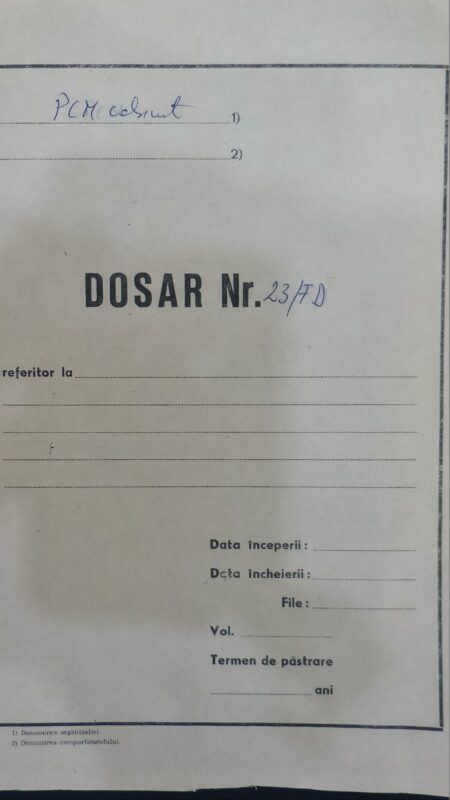 PCM cabinet 1)
2)
DOSAR Nr. 23/FD
referitor la
Data începerii :
Data încheierii :
File :
Vol.
Termen de păstrare
ani
1) Denumirea organizației.
2) Denumirea compartimentului.